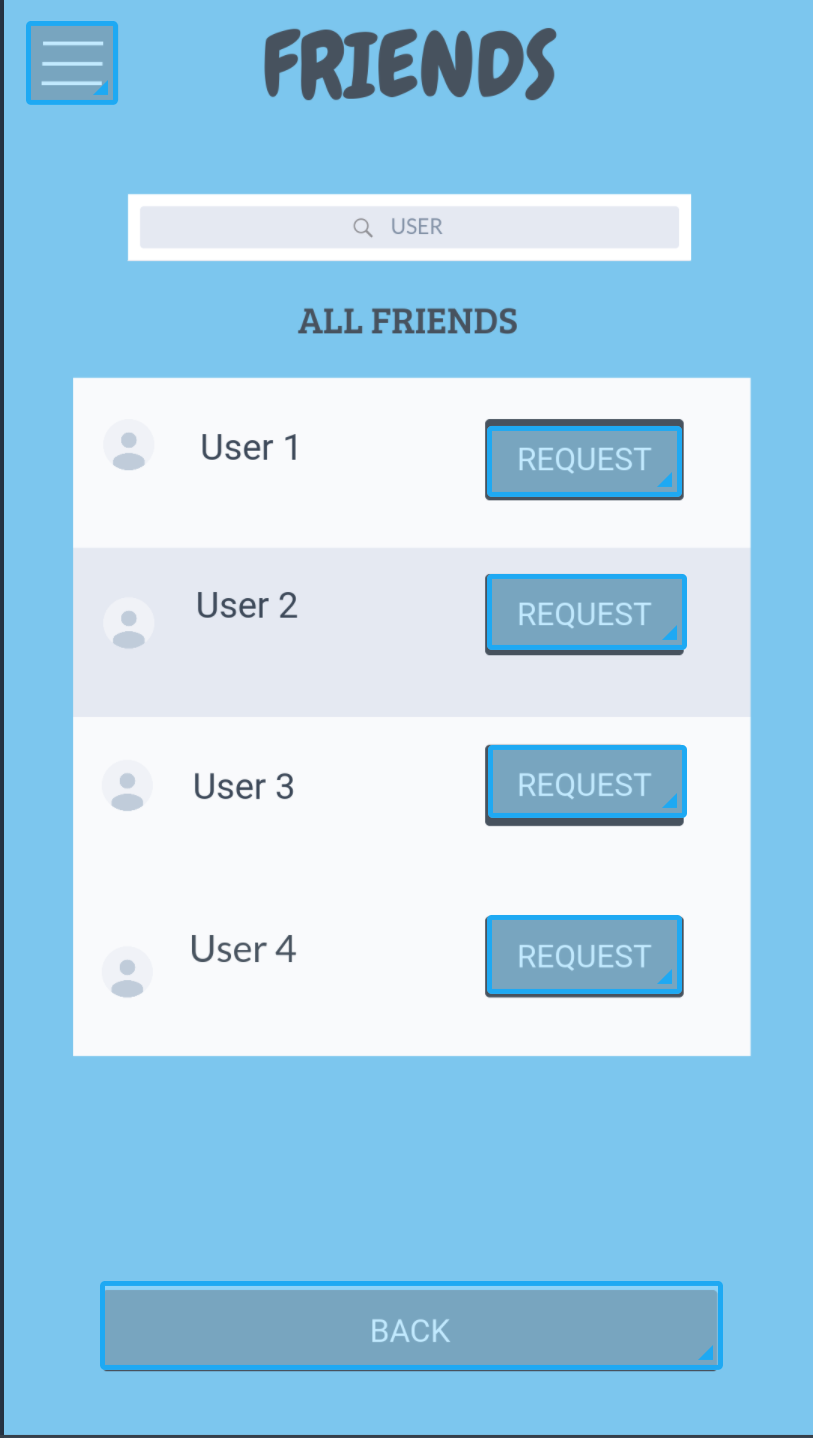 FRIENDS
USER
ALL FRIENDS
User 1
REQUEST
User 2
REQUEST
User 3
REQUEST
User 4
REQUEST
BACK